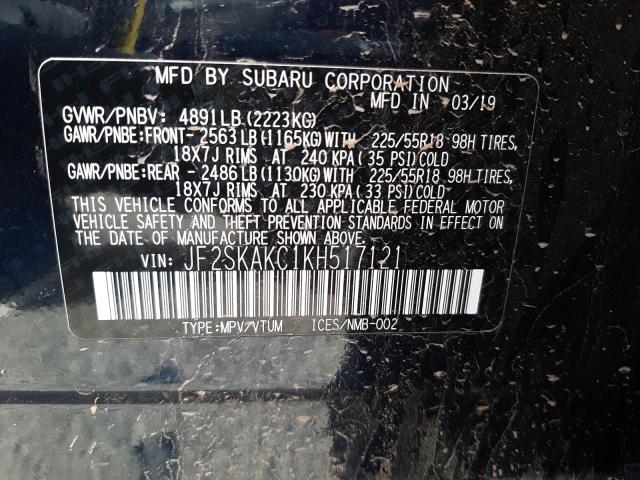 MFD BY SUBARU CORPORATION
MFD IN 03/19
GVWR/PNBV: 4891LB(2223KG)
GAWR/PNBE:FRONT-2563LB(1165KG)WITH 225/55R18 98H TIRES,
18X7J RIMS AT 240 KPA( 35 PSI)COLD
GAWR/PNBE:REAR -2486LB(1130KG)WITH 225/55R18 98H TIRES,
18X7J RIMS AT 230 KPA( 33 PSI)COLD
THIS VEHICLE CONFORMS TO ALL APPLICABLE FEDERAL MOTOR
VEHICLE SAFETY AND THEFT PREVENTION STANDARDS IN EFFECT ON
THE DATE OF MANUFACTURE SHOWN ABOVE.
VIN: JF2SKAKC1KH517121
TYPE:MPV/VTUM ICES/NMB-002